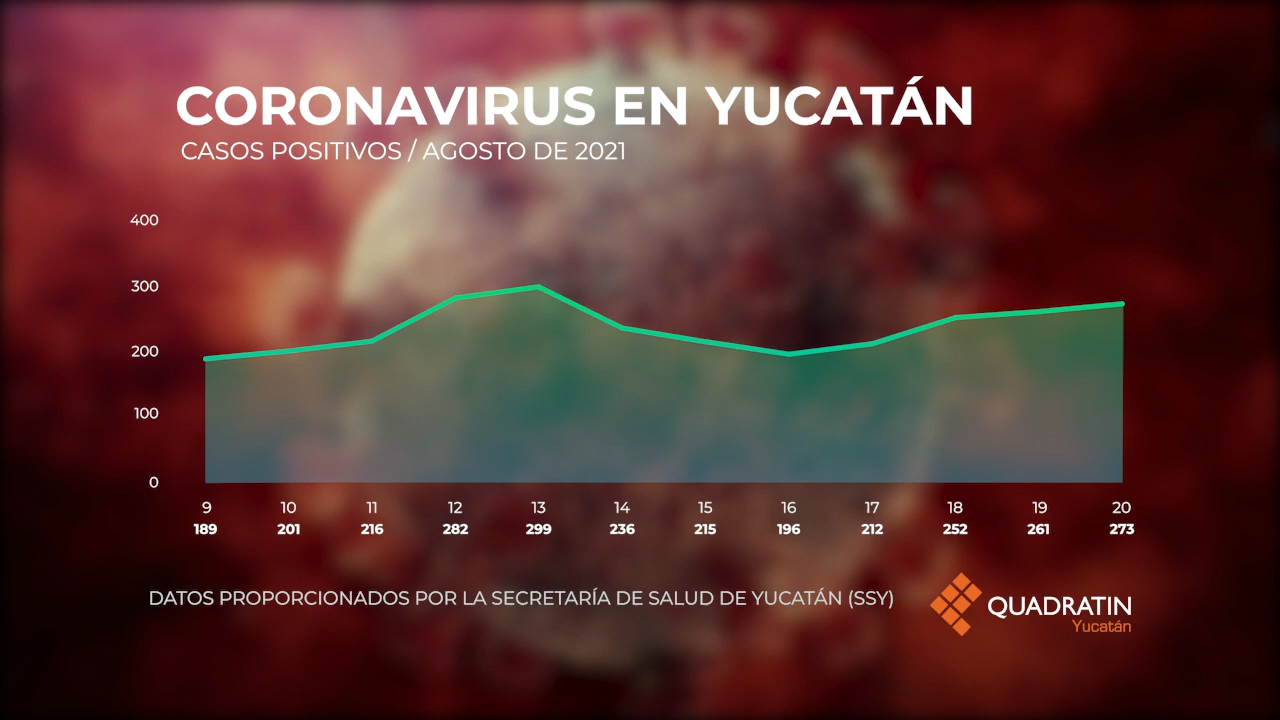 CORONAVIRUS EN YUCATÁN
CASOS POSITIVOS / AGOSTO DE 2021
400
300
200
100
0
9 10 11 12 13 14 15 16 17 18 19 20
189 201 216 282 299 236 215 196 212 252 261 273
DATOS PROPORCIONADOS POR LA SECRETARÍA DE SALUD DE YUCATÁN (SSY)
QUADRATIN
Yucatán